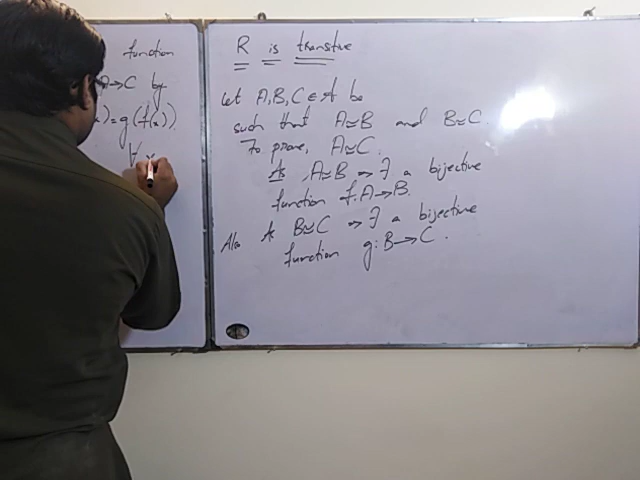 function
A→C by
x) = g(f(x)).
∀ x
R is transitive
Let A, B, C ∈ 𝒜 be
such that A≅B and B≅C.
To prove, A≅C.
As A≅B ⇒ ∃ a bijective
function f: A→B.
Also As B≅C ⇒ ∃ a bijective
function g: B→C.